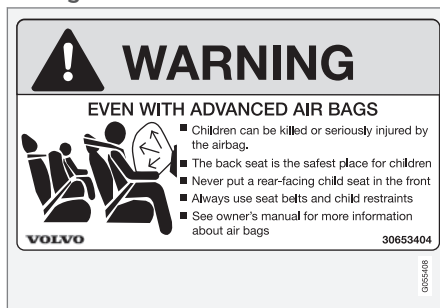 WARNING
EVEN WITH ADVANCED AIR BAGS
■ Children can be killed or seriously injured by
the airbag.
■ The back seat is the safest place for children
■ Never put a rear-facing child seat in the front
■ Always use seat belts and child restraints
■ See owner's manual for more information
about air bags
VOLVO
30653404
G055408